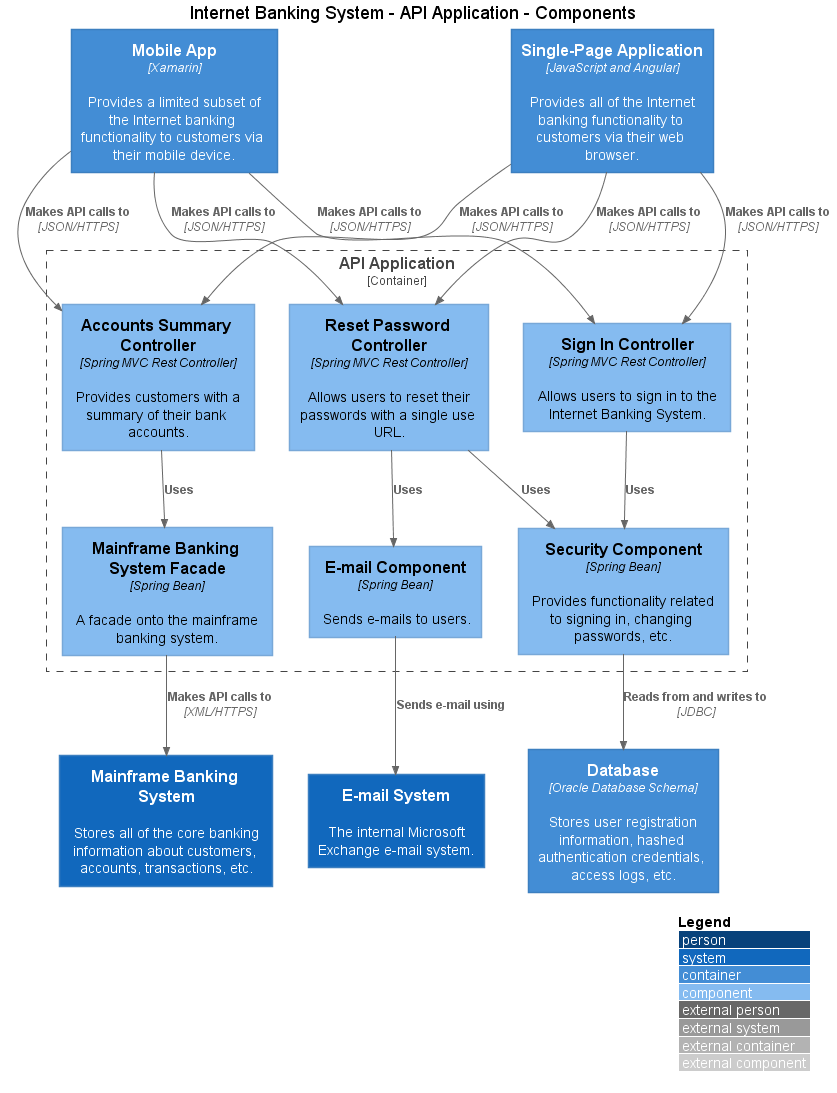 Internet Banking System - API Application - Components
Mobile App
[Xamarin]
Provides a limited subset of
the Internet banking
functionality to customers via
their mobile device.
Single-Page Application
[JavaScript and Angular]
Provides all of the Internet
banking functionality to
customers via their web
browser.
Makes API calls to
[JSON/HTTPS]
Makes API calls to
[JSON/HTTPS]
Makes API calls to
[JSON/HTTPS]
Makes API calls to
[JSON/HTTPS]
Makes API calls to
[JSON/HTTPS]
Makes API calls to
[JSON/HTTPS]
API Application
[Container]
Accounts Summary
Controller
[Spring MVC Rest Controller]
Provides customers with a
summary of their bank
accounts.
Reset Password
Controller
[Spring MVC Rest Controller]
Allows users to reset their
passwords with a single use
URL.
Sign In Controller
[Spring MVC Rest Controller]
Allows users to sign in to the
Internet Banking System.
Uses
Uses
Uses
Uses
Mainframe Banking
System Facade
[Spring Bean]
A facade onto the mainframe
banking system.
E-mail Component
[Spring Bean]
Sends e-mails to users.
Security Component
[Spring Bean]
Provides functionality related
to signing in, changing
passwords, etc.
Makes API calls to
[XML/HTTPS]
Sends e-mail using
Reads from and writes to
[JDBC]
Mainframe Banking
System
Stores all of the core banking
information about customers,
accounts, transactions, etc.
E-mail System
The internal Microsoft
Exchange e-mail system.
Database
[Oracle Database Schema]
Stores user registration
information, hashed
authentication credentials,
access logs, etc.
Legend
person
system
container
component
external person
external system
external container
external component